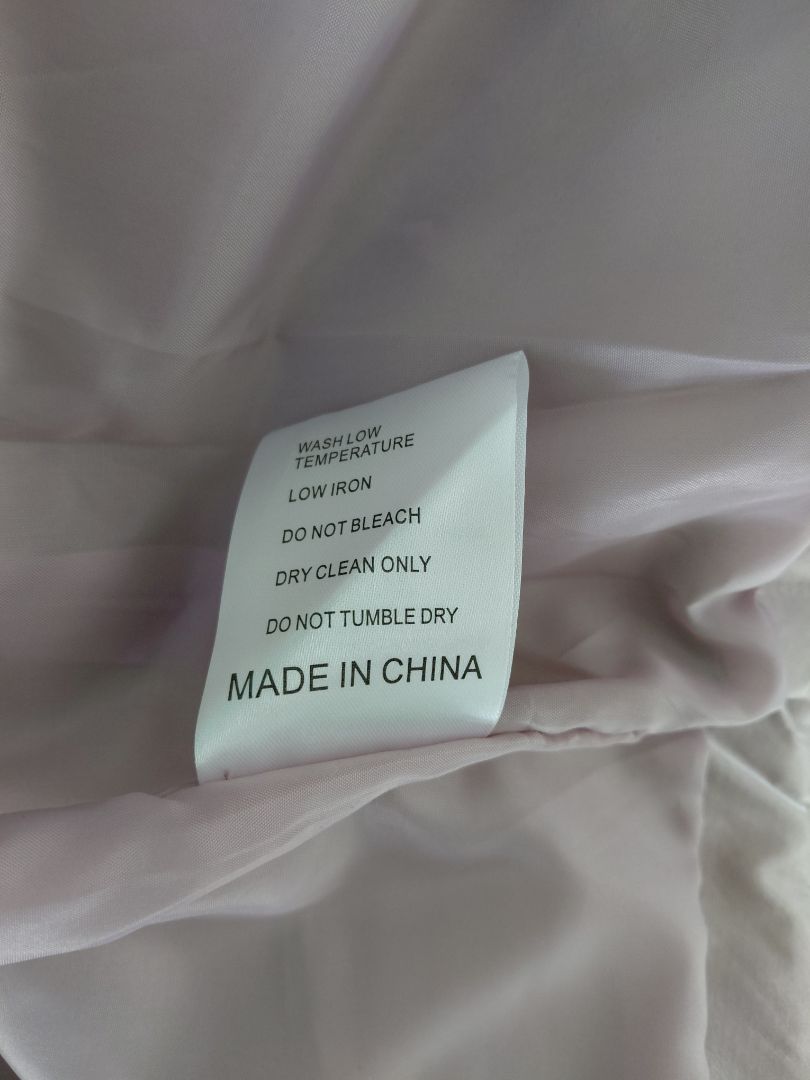 WASH LOW
TEMPERATURE
LOW IRON
DO NOT BLEACH
DRY CLEAN ONLY
DO NOT TUMBLE DRY
MADE IN CHINA